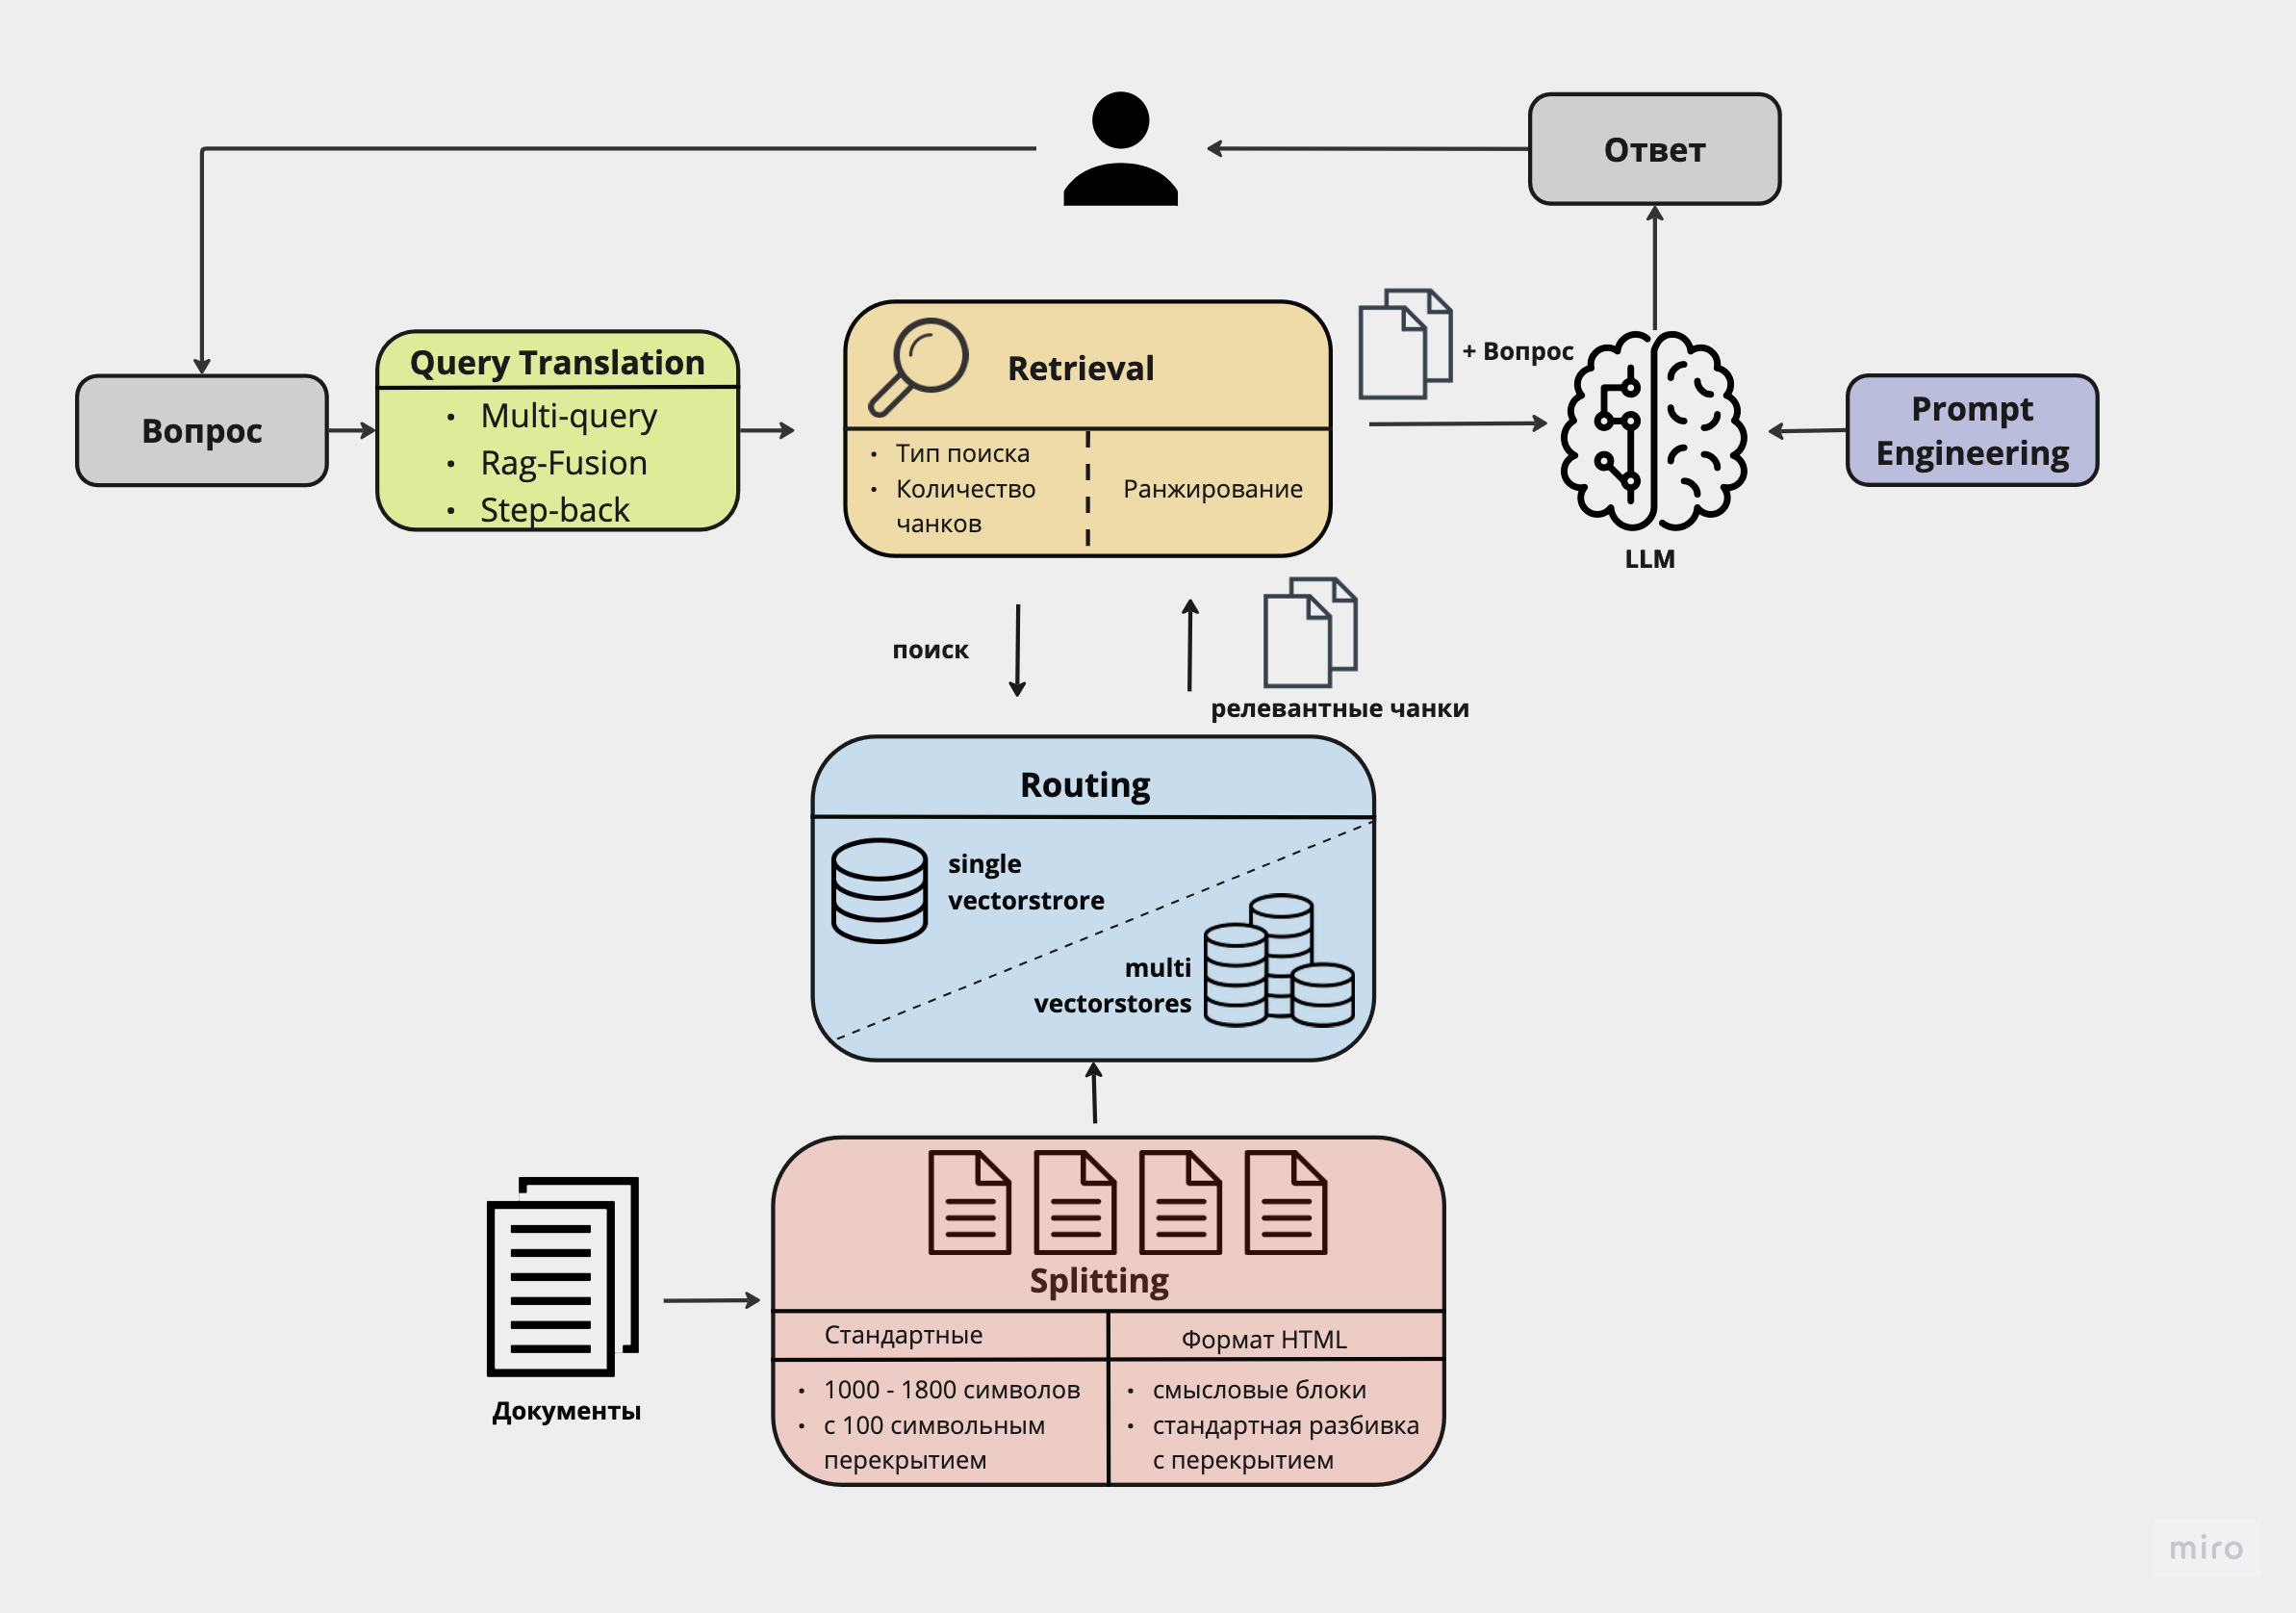 Ответ
Вопрос
Query Translation
• Multi-query
• Rag-Fusion
• Step-back
Retrieval
• Тип поиска
• Количество
чанков
Ранжирование
+ Вопрос
LLM
Prompt
Engineering
поиск
релевантные чанки
Routing
single
vectorstrore
multi
vectorstores
Документы
Splitting
Стандартные
• 1000 - 1800 символов
• с 100 символьным
перекрытием
Формат HTML
• смысловые блоки
• стандартная разбивка
с перекрытием
miro